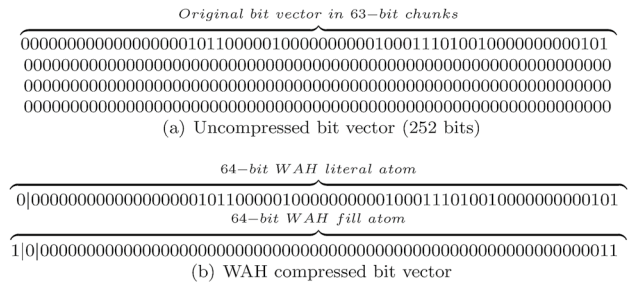 Original bit vector in 63−bit chunks
000000000000000000101100000100000000001000111010010000000000101
000000000000000000000000000000000000000000000000000000000000000
000000000000000000000000000000000000000000000000000000000000000
000000000000000000000000000000000000000000000000000000000000000
(a) Uncompressed bit vector (252 bits)
64−bit WAH literal atom
0|000000000000000000101100000100000000001000111010010000000000101
64−bit WAH fill atom
1|0|00000000000000000000000000000000000000000000000000000000000011
(b) WAH compressed bit vector